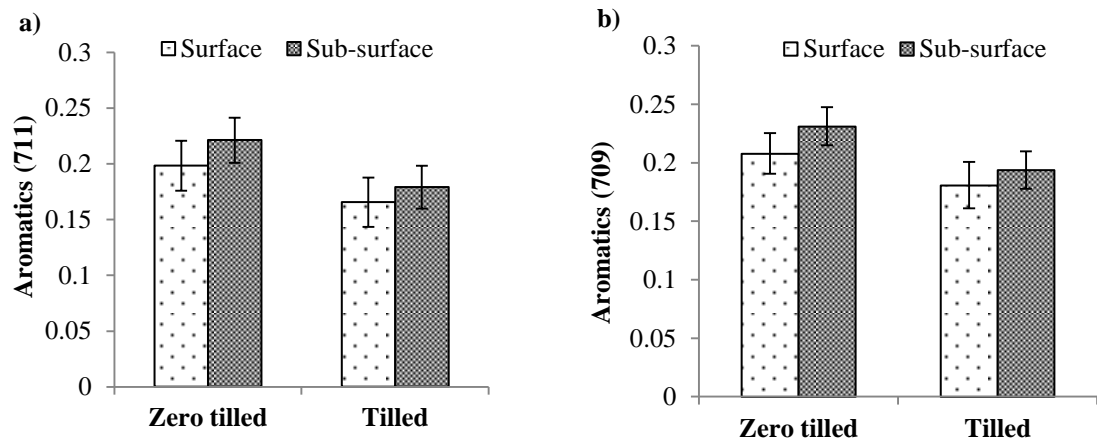 a)
Surface Sub-surface
0.3
0.25
0.2
0.15
0.1
0.05
0
Aromatics (711)
Zero tilled Tilled
b)
Surface Sub-surface
0.3
0.25
0.2
0.15
0.1
0.05
0
Aromatics (709)
Zero tilled Tilled